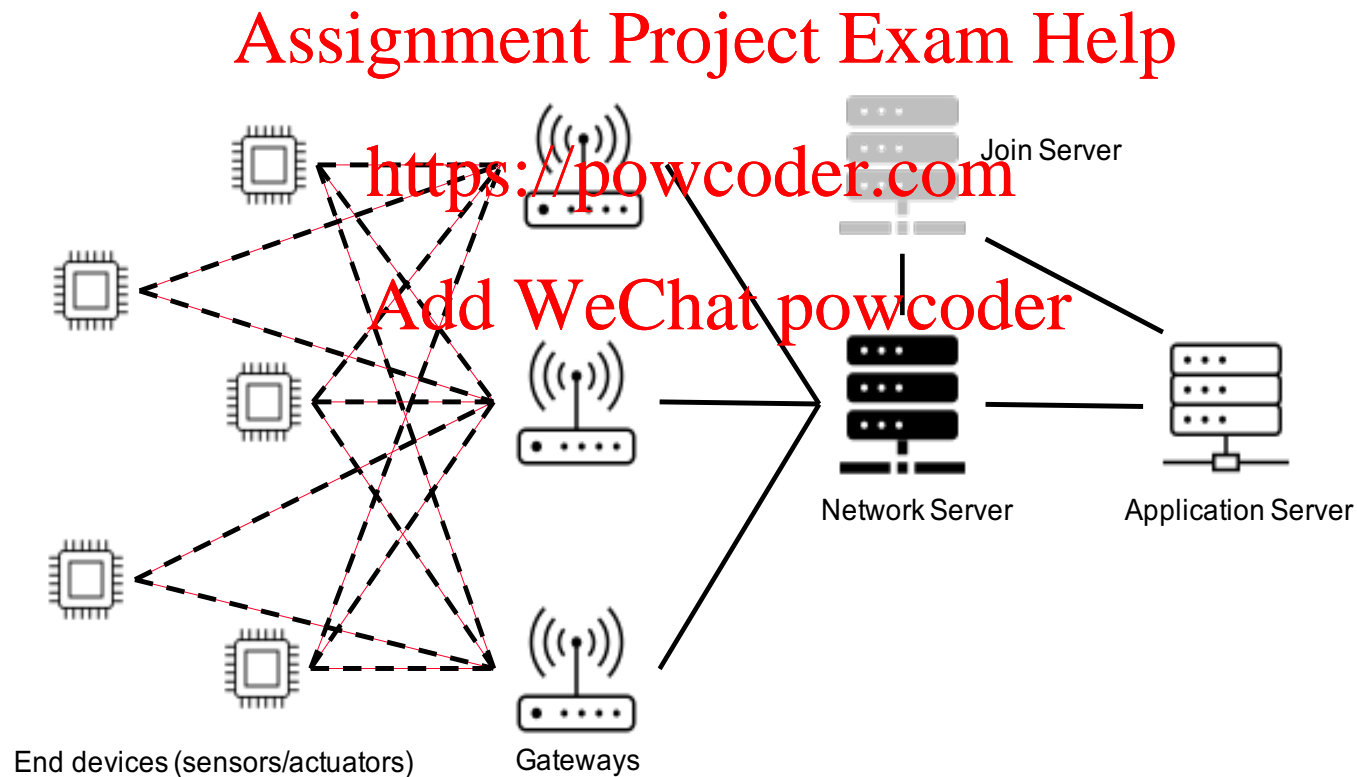 Assignment Project Exam Help
Join Server
https://powcoder.com
Add WeChat powcoder
Network Server
Application Server
End devices (sensors/actuators)
Gateways